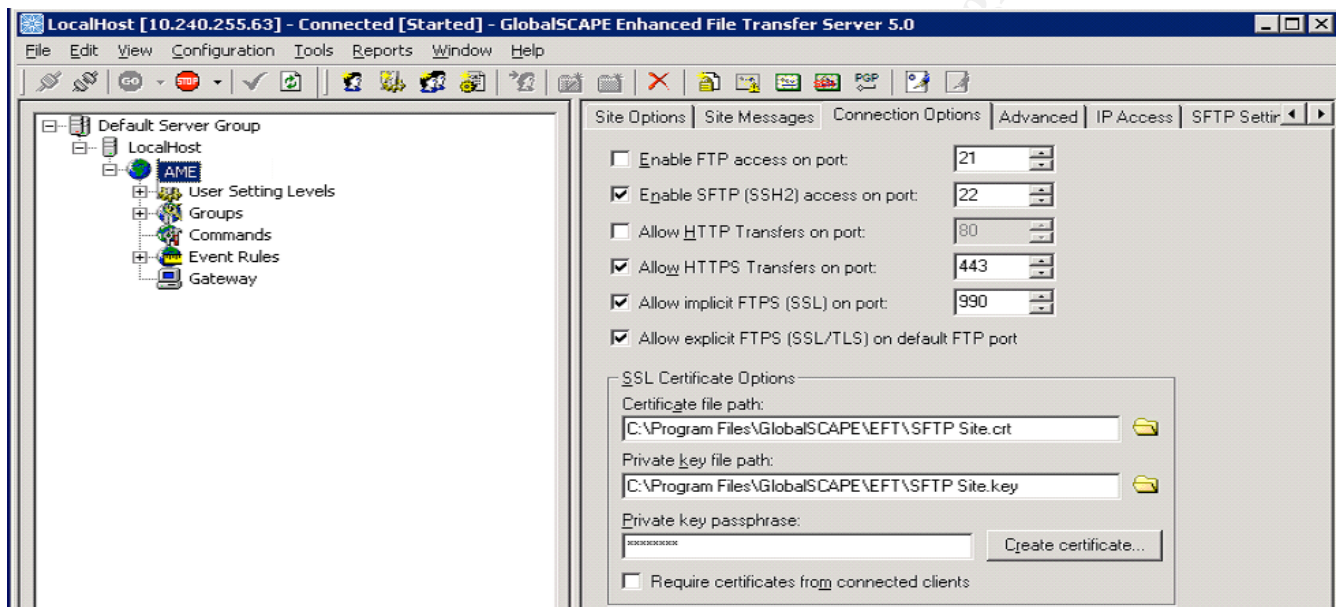 LocalHost [10.240.255.63] - Connected [Started] - GlobalSCAPE Enhanced File Transfer Server 5.0
File Edit View Configuration Tools Reports Window Help
GO STOP PGP
Default Server Group
LocalHost
AME
User Setting Levels
Groups
Commands
Event Rules
Gateway
Site Options Site Messages Connection Options Advanced IP Access SFTP Settin
Enable FTP access on port: 21
Enable SFTP (SSH2) access on port: 22
Allow HTTP Transfers on port: 80
Allow HTTPS Transfers on port: 443
Allow implicit FTPS (SSL) on port: 990
Allow explicit FTPS (SSL/TLS) on default FTP port
SSL Certificate Options
Certificate file path:
C:\Program Files\GlobalSCAPE\EFT\SFTP Site.crt
Private key file path:
C:\Program Files\GlobalSCAPE\EFT\SFTP Site.key
Private key passphrase:
××××××××
Create certificate...
Require certificates from connected clients